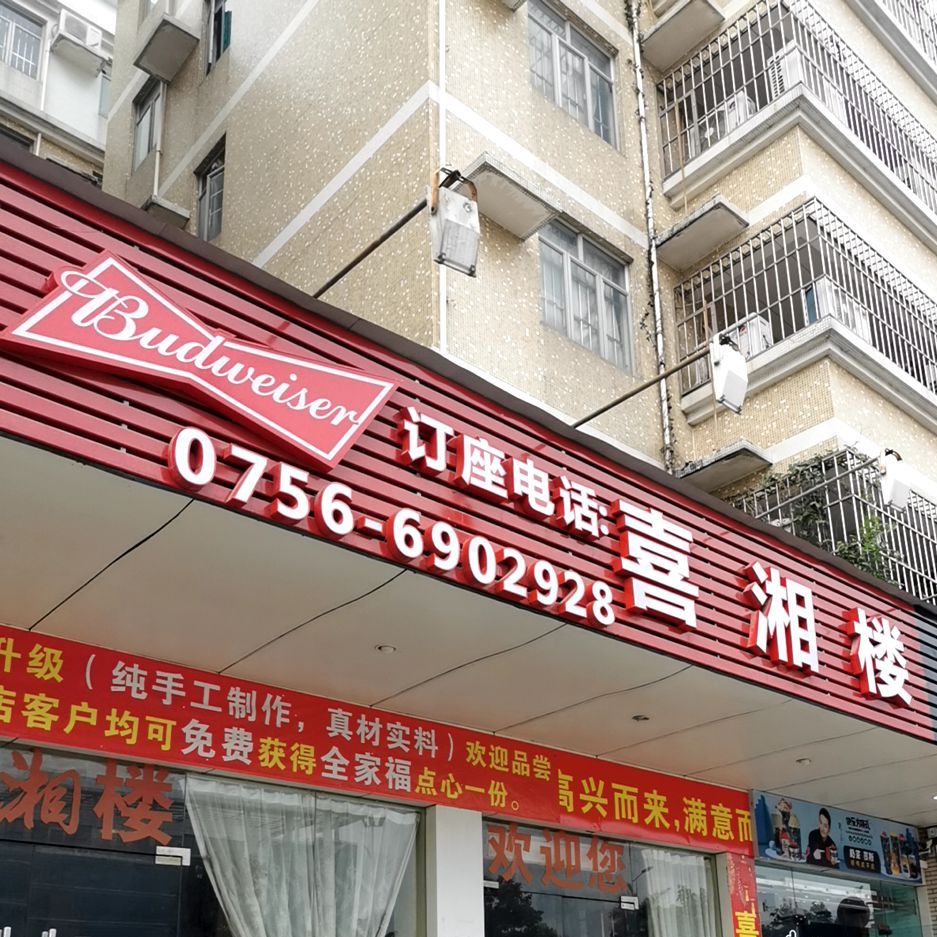 Budweiser
订座电话:
0756-6902928
喜湘楼
升级（纯手工制作，真材实料）欢迎品尝
店客户均可免费获得全家福点心一份。
高兴而来,满意而
湘楼
欢迎您
喜